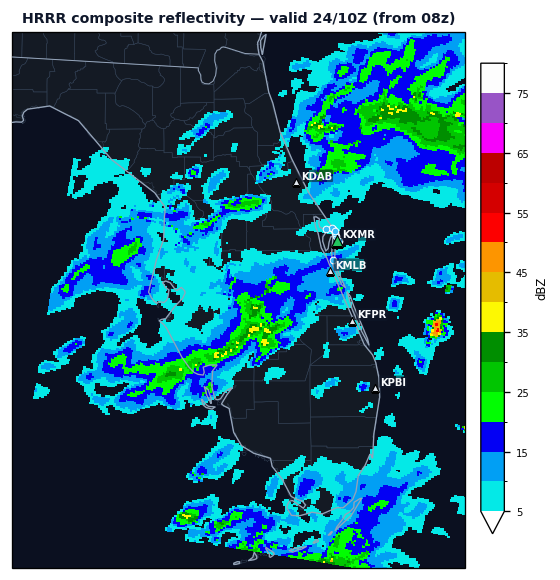 HRRR composite reflectivity — valid 24/10Z (from 08z)
KDAB
KXMR
KMLB
KFPR
KPBI
75
65
55
45
35
25
15
5
dBZ